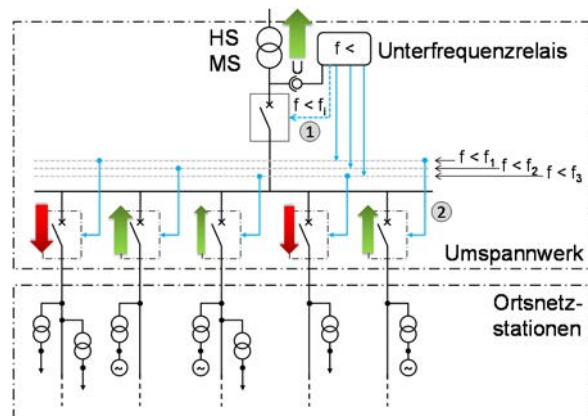 HS
MS
U
f <
Unterfrequenzrelais
f < fᵢ
1
f < f₁
f < f₂
f < f₃
2
Umspannwerk
Ortsnetz-
stationen
~
~
~